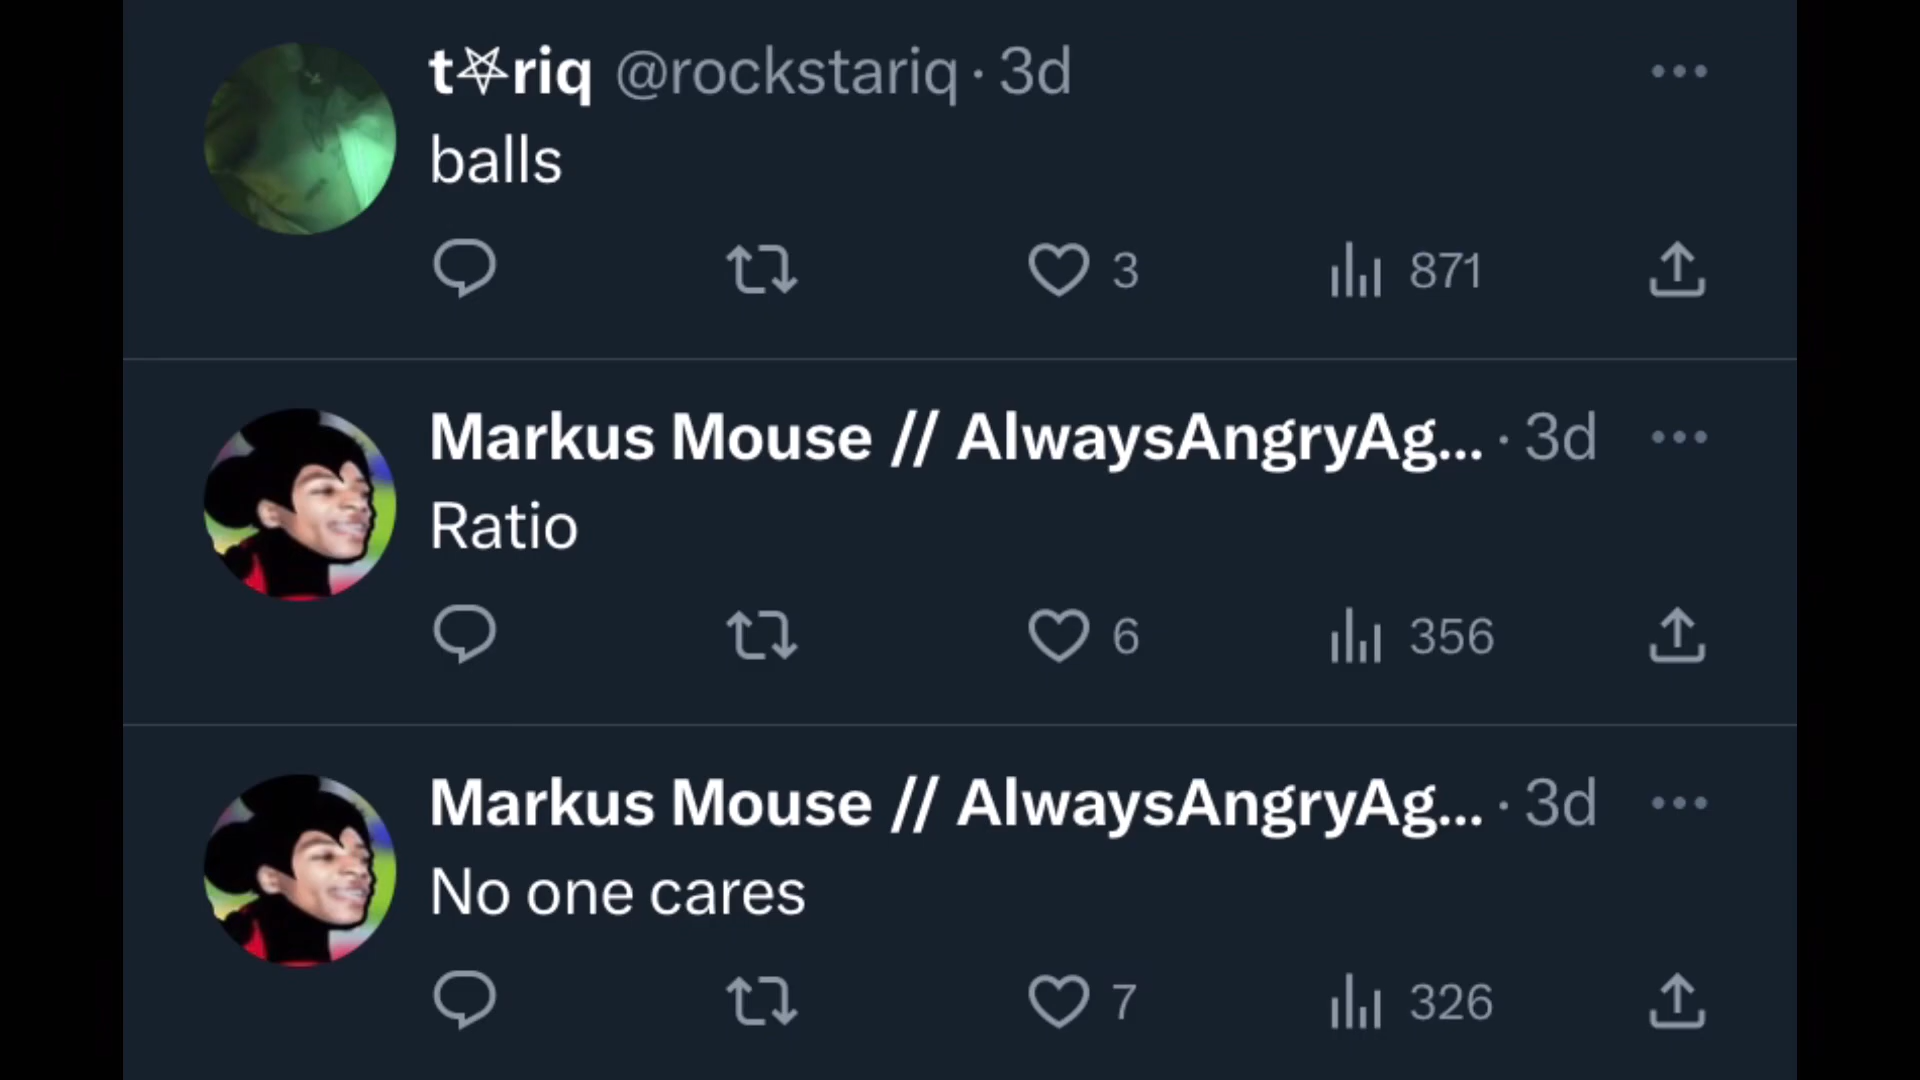 t⛧riq @rockstariq · 3d
balls
3 871
Markus Mouse // AlwaysAngryAg... · 3d
Ratio
6 356
Markus Mouse // AlwaysAngryAg... · 3d
No one cares
7 326